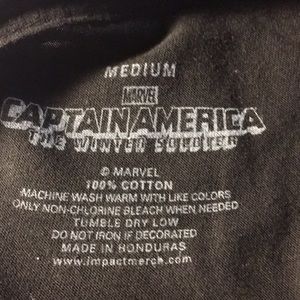 MEDIUM
MARVEL
CAPTAIN AMERICA
THE WINTER SOLDIER
© MARVEL
100% COTTON
MACHINE WASH WARM WITH LIKE COLORS
ONLY NON-CHLORINE BLEACH WHEN NEEDED
TUMBLE DRY LOW
DO NOT IRON IF DECORATED
MADE IN HONDURAS
www.impactmerch.com